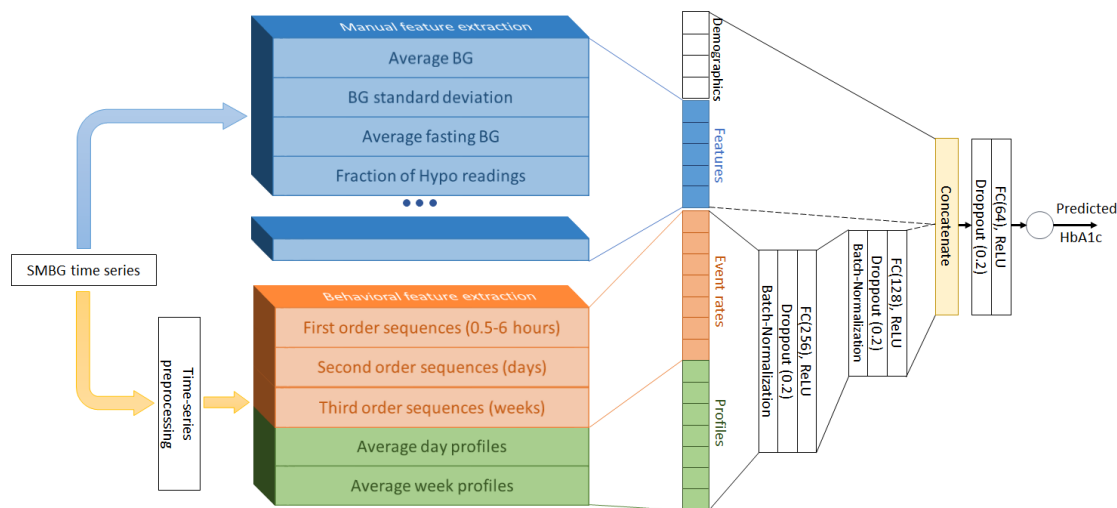 Manual feature extraction
Average BG
BG standard deviation
Average fasting BG
Fraction of Hypo readings
SMBG time series
Time-series
preprocessing
Behavioral feature extraction
First order sequences (0.5-6 hours)
Second order sequences (days)
Third order sequences (weeks)
Average day profiles
Average week profiles
Demographics
Features
Event rates
Profiles
FC(256), ReLU
Droppout (0.2)
Batch-Normalization
FC(128), ReLU
Droppout (0.2)
Batch-Normalization
Concatenate
FC(64), ReLU
Droppout (0.2)
Predicted
HbA1c